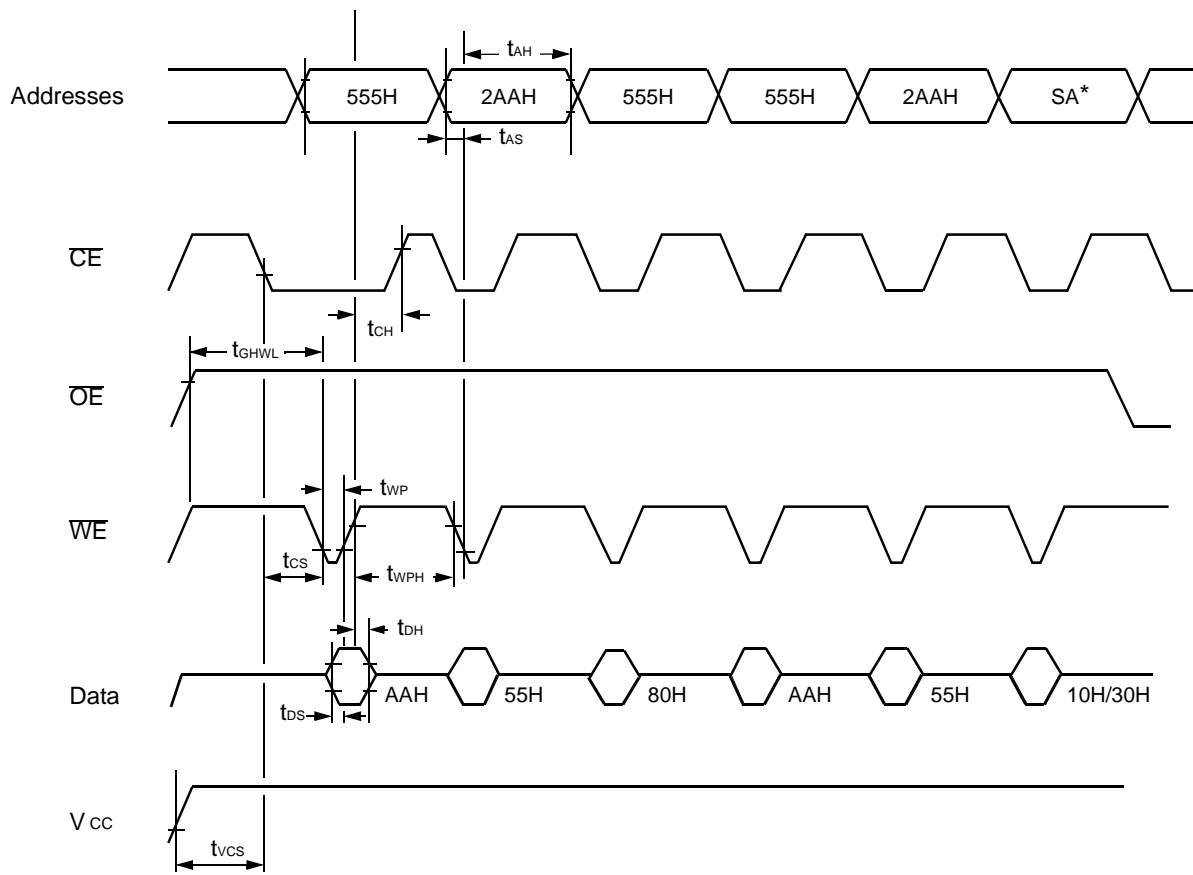 tAH
Addresses 555H 2AAH 555H 555H 2AAH SA*
tAS
CE
tCH
tGHWL
OE
tWP
WE
tCS
tWPH
tDH
Data AAH 55H 80H AAH 55H 10H/30H
tDS
VCC
tVCS